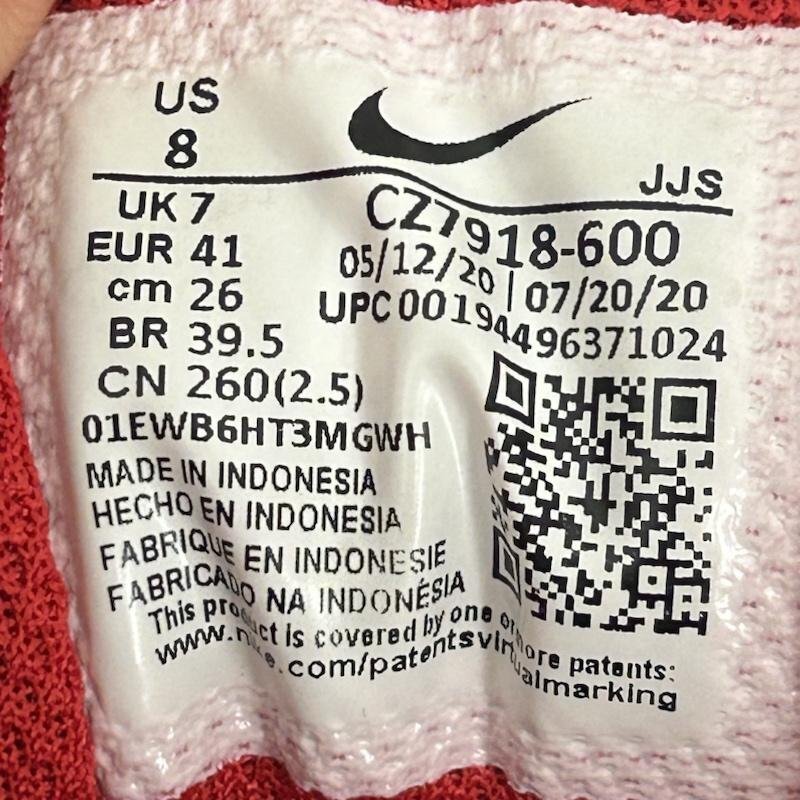 US
8
JJS
UK 7
EUR 41
cm 26
BR 39.5
CN 260(2.5)
CZ7918-600
05/12/20 | 07/20/20
UPC 00194496371024
01EWB6HT3MGWH
MADE IN INDONESIA
HECHO EN INDONESIA
FABRIQUE EN INDONESIE
FABRICADO NA INDONÉSIA
This product is covered by one or more patents:
www.nike.com/patentsvirtualmarking